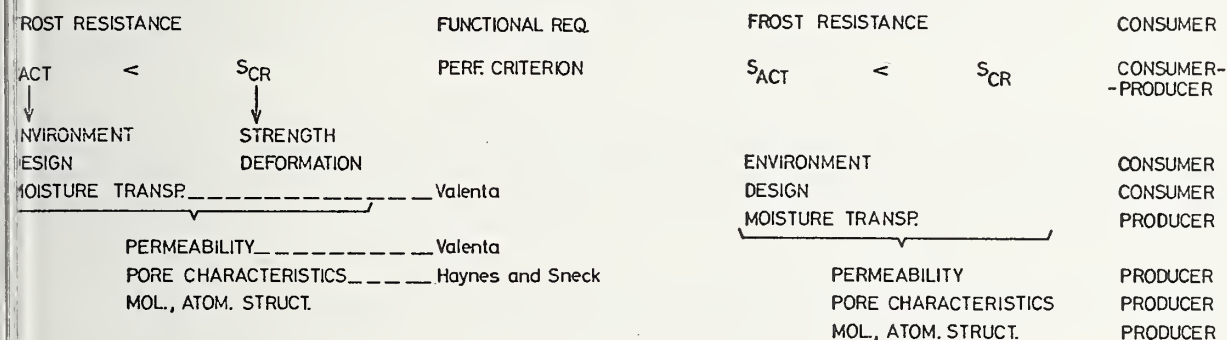 ROST RESISTANCE FUNCTIONAL REQ.
ACT < SCR PERF. CRITERION
NVIRONMENT STRENGTH
ESIGN DEFORMATION
MOISTURE TRANSP. Valenta
PERMEABILITY Valenta
PORE CHARACTERISTICS Haynes and Sneck
MOL., ATOM. STRUCT.
FROST RESISTANCE CONSUMER
SACT < SCR CONSUMER-
-PRODUCER
ENVIRONMENT CONSUMER
DESIGN CONSUMER
MOISTURE TRANSP. PRODUCER
PERMEABILITY PRODUCER
PORE CHARACTERISTICS PRODUCER
MOL., ATOM. STRUCT. PRODUCER